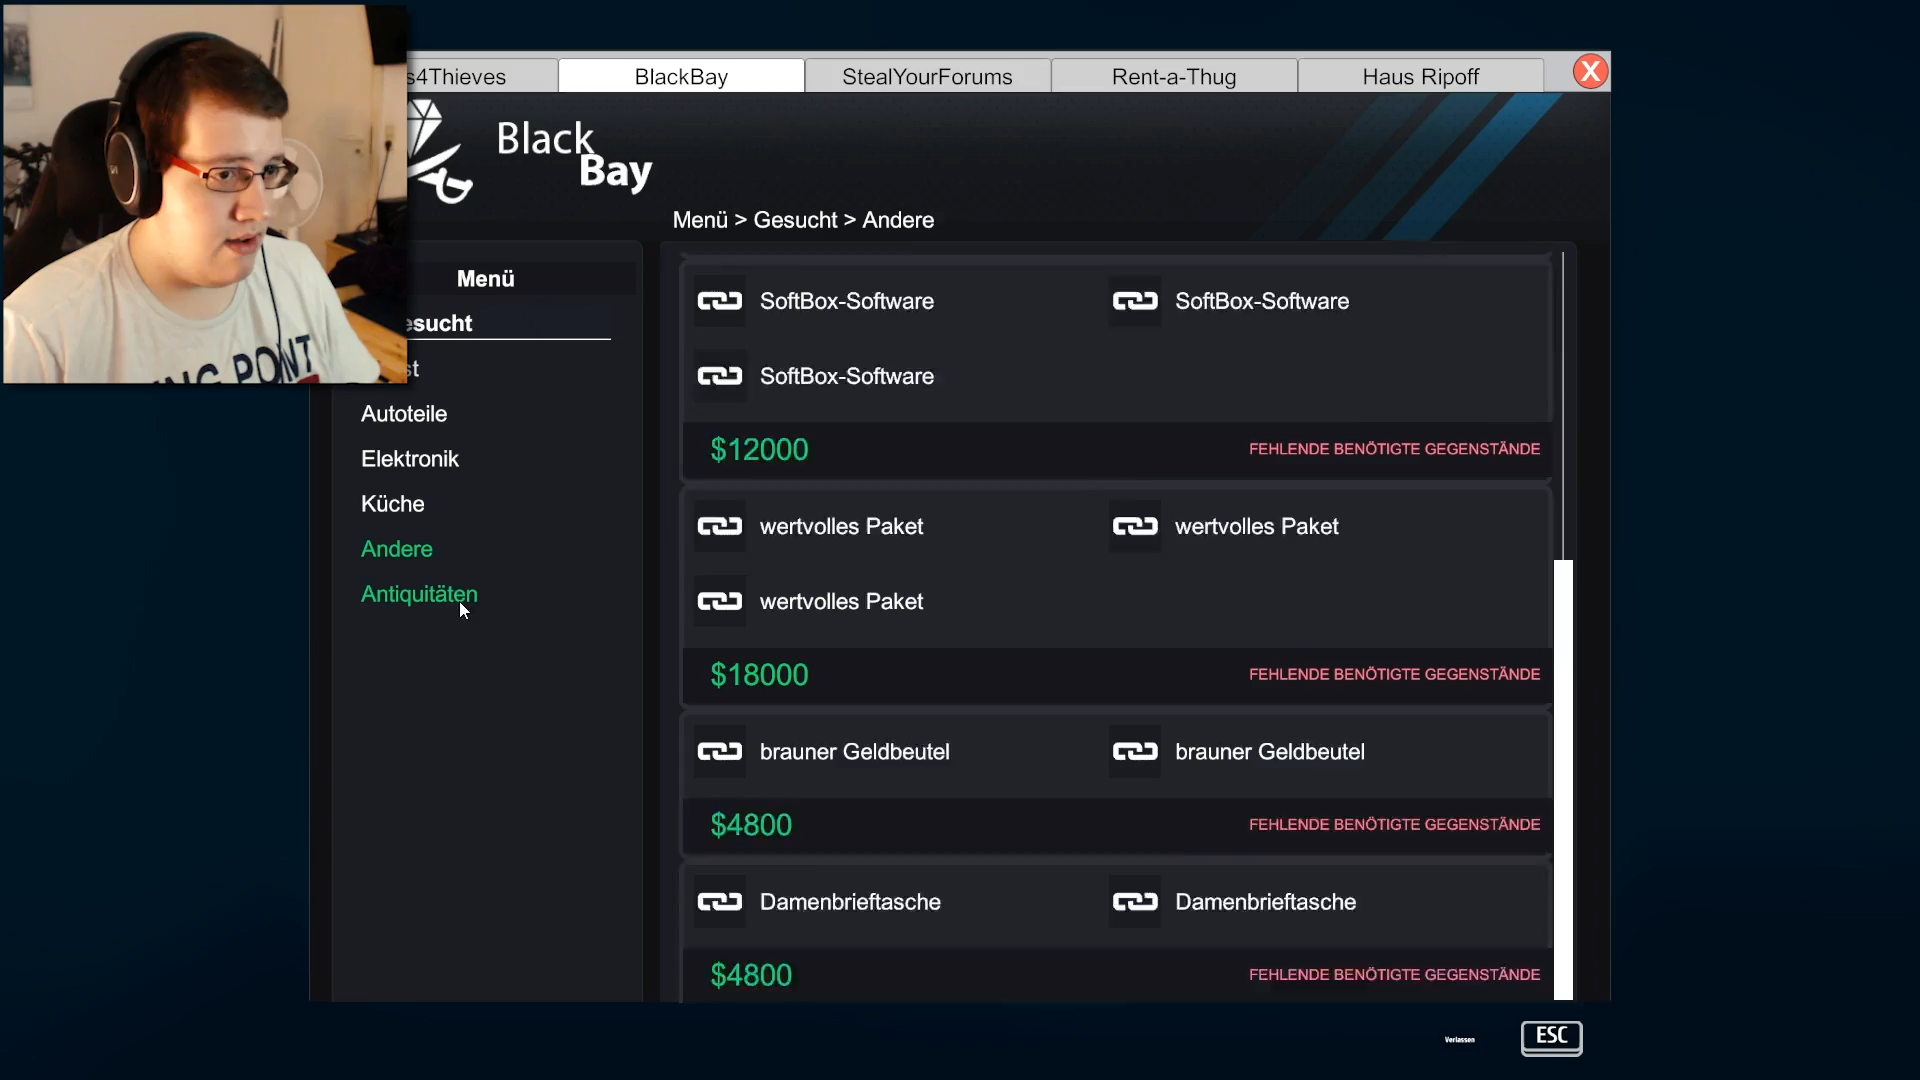 s4Thieves
BlackBay
StealYourForums
Rent-a-Thug
Haus Ripoff
X
Black
Bay
Menü > Gesucht > Andere
Menü
esucht
st
Autoteile
Elektronik
Küche
Andere
Antiquitäten
SoftBox-Software
SoftBox-Software
SoftBox-Software
$12000
FEHLENDE BENÖTIGTE GEGENSTÄNDE
wertvolles Paket
wertvolles Paket
wertvolles Paket
$18000
FEHLENDE BENÖTIGTE GEGENSTÄNDE
brauner Geldbeutel
brauner Geldbeutel
$4800
FEHLENDE BENÖTIGTE GEGENSTÄNDE
Damenbrieftasche
Damenbrieftasche
$4800
FEHLENDE BENÖTIGTE GEGENSTÄNDE
Verlassen
ESC
POINT